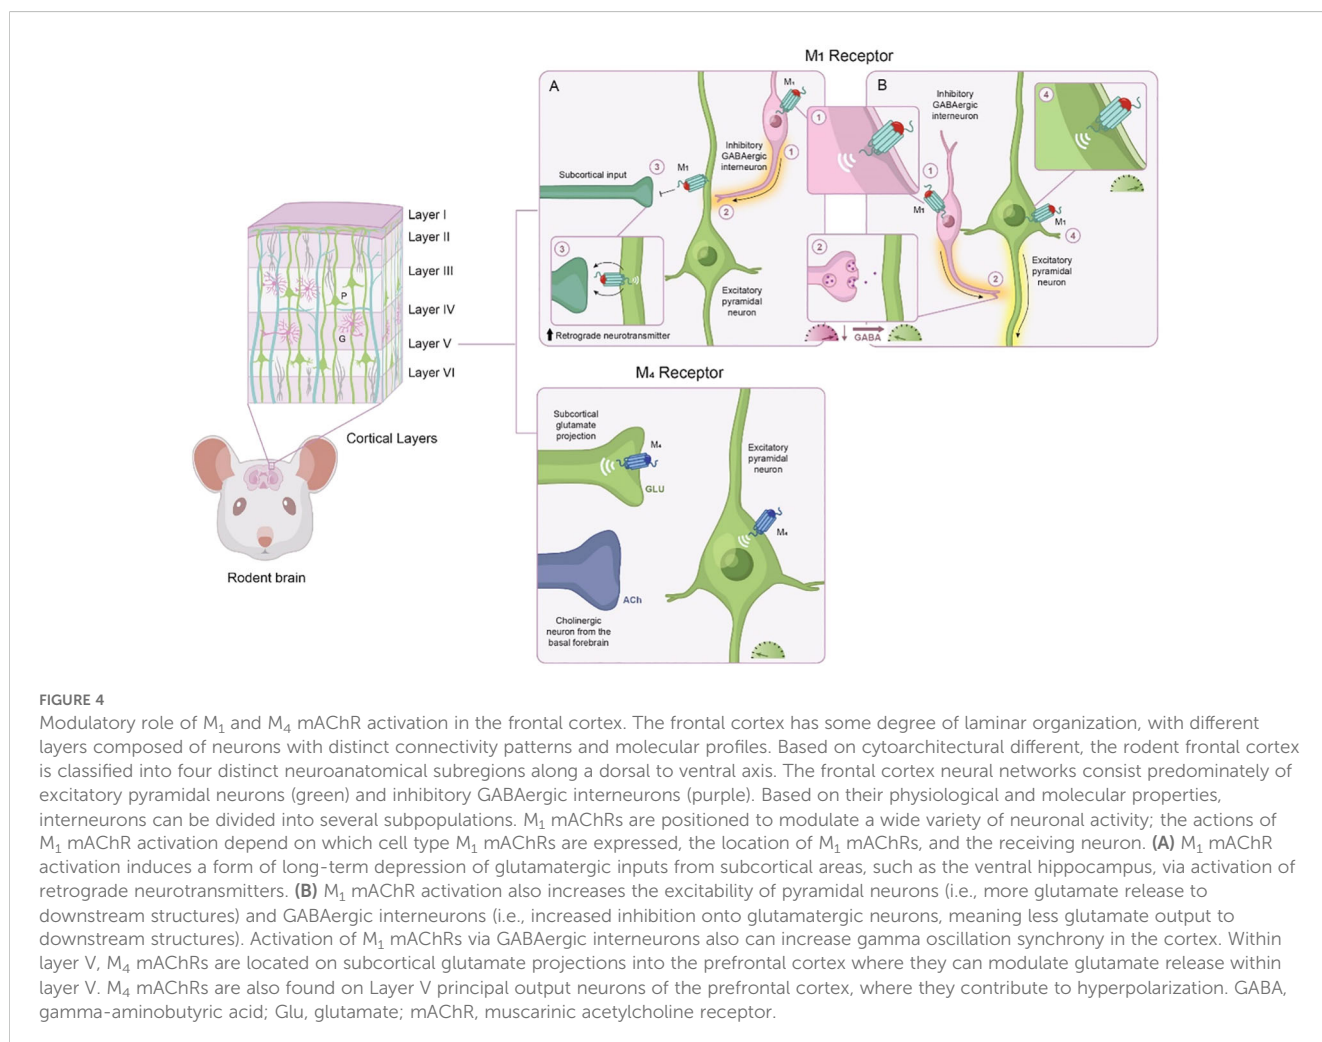 M₁ Receptor
A
M₁
Inhibitory
GABAergic
interneuron
1
Subcortical input
3
M₁
2
3
Excitatory
pyramidal
neuron
Retrograde neurotransmitter
1
2
GABA
B
Inhibitory
GABAergic
interneuron
4
1
M₁
M₁
4
Excitatory
pyramidal
neuron
2
Layer I
Layer II
Layer III
P
Layer IV
G
Layer V
Layer VI
Cortical Layers
Rodent brain
M₄ Receptor
Subcortical
glutamate
projection
M₄
GLU
Excitatory
pyramidal
neuron
M₄
ACh
Cholinergic
neuron from the
basal forebrain
FIGURE 4
Modulatory role of M₁ and M₄ mAChR activation in the frontal cortex. The frontal cortex has some degree of laminar organization, with different
layers composed of neurons with distinct connectivity patterns and molecular profiles. Based on cytoarchitectural different, the rodent frontal cortex
is classified into four distinct neuroanatomical subregions along a dorsal to ventral axis. The frontal cortex neural networks consist predominately of
excitatory pyramidal neurons (green) and inhibitory GABAergic interneurons (purple). Based on their physiological and molecular properties,
interneurons can be divided into several subpopulations. M₁ mAChRs are positioned to modulate a wide variety of neuronal activity; the actions of
M₁ mAChR activation depend on which cell type M₁ mAChRs are expressed, the location of M₁ mAChRs, and the receiving neuron. (A) M₁ mAChR
activation induces a form of long-term depression of glutamatergic inputs from subcortical areas, such as the ventral hippocampus, via activation of
retrograde neurotransmitters. (B) M₁ mAChR activation also increases the excitability of pyramidal neurons (i.e., more glutamate release to
downstream structures) and GABAergic interneurons (i.e., increased inhibition onto glutamatergic neurons, meaning less glutamate output to
downstream structures). Activation of M₁ mAChRs via GABAergic interneurons also can increase gamma oscillation synchrony in the cortex. Within
layer V, M₄ mAChRs are located on subcortical glutamate projections into the prefrontal cortex where they can modulate glutamate release within
layer V. M₄ mAChRs are also found on Layer V principal output neurons of the prefrontal cortex, where they contribute to hyperpolarization. GABA,
gamma-aminobutyric acid; Glu, glutamate; mAChR, muscarinic acetylcholine receptor.